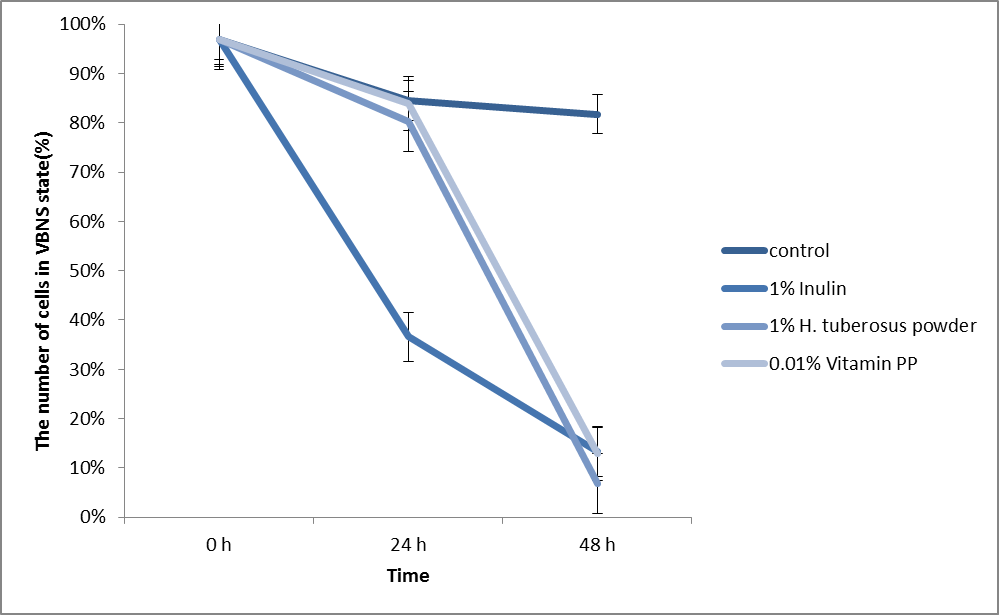 100%
90%
80%
70%
60%
50%
40%
30%
20%
10%
0%
The number of cells in VBNS state(%)
0 h
24 h
48 h
Time
control
1% Inulin
1% H. tuberosus powder
0.01% Vitamin PP